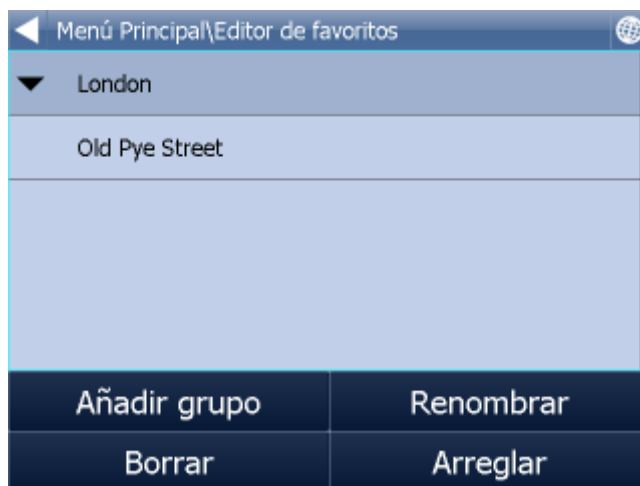 Menú Principal\Editor de favoritos
London
Old Pye Street
Añadir grupo
Renombrar
Borrar
Arreglar